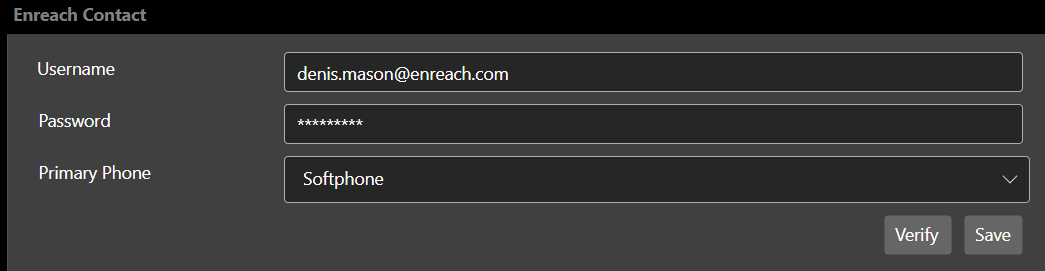 Enreach Contact
Username
denis.mason@enreach.com
Password
*********
Primary Phone
Softphone
Verify
Save